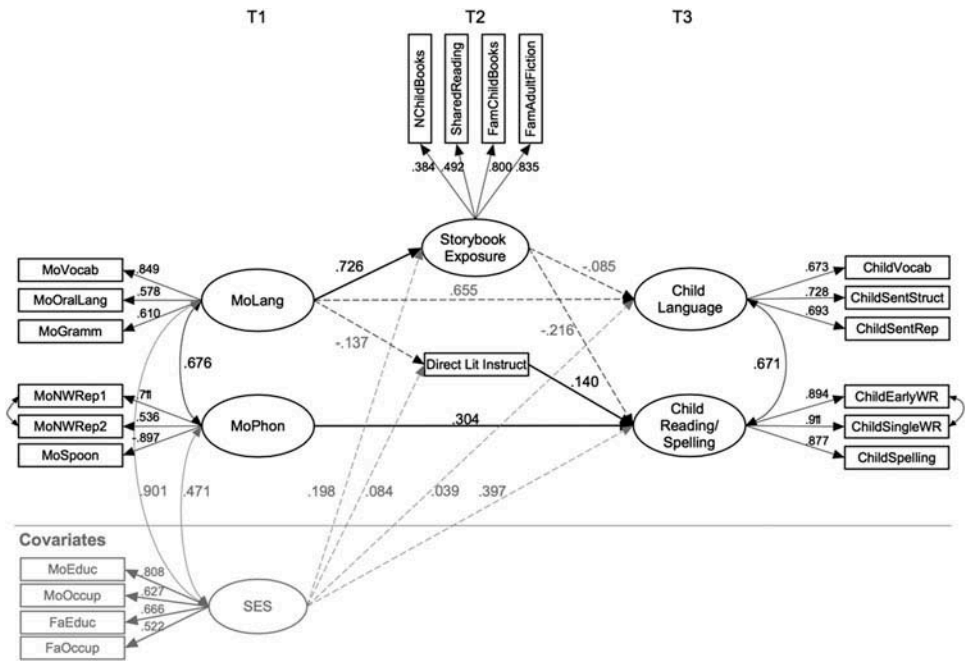 T1 T2 T3
NChildBooks
SharedReading
FamChildBooks
FamAdultFiction
.384 .492 .800 .835
Storybook
Exposure
MoVocab
MoOralLang
MoGramm
.849
.578
.610
MoLang
.726
-.085
.655
-.137
-.216
Child
Language
.673
.728
.693
ChildVocab
ChildSentStruct
ChildSentRep
.676
Direct Lit Instruct
.140
.671
MoNWRep1
MoNWRep2
MoSpoon
.711
.536
-.897
MoPhon
.304
Child
Reading/
Spelling
.894
.911
.877
ChildEarlyWR
ChildSingleWR
ChildSpelling
.901 .471 .198 .084 .039 .397
Covariates
MoEduc
MoOccup
FaEduc
FaOccup
.808
.627
.666
.522
SES